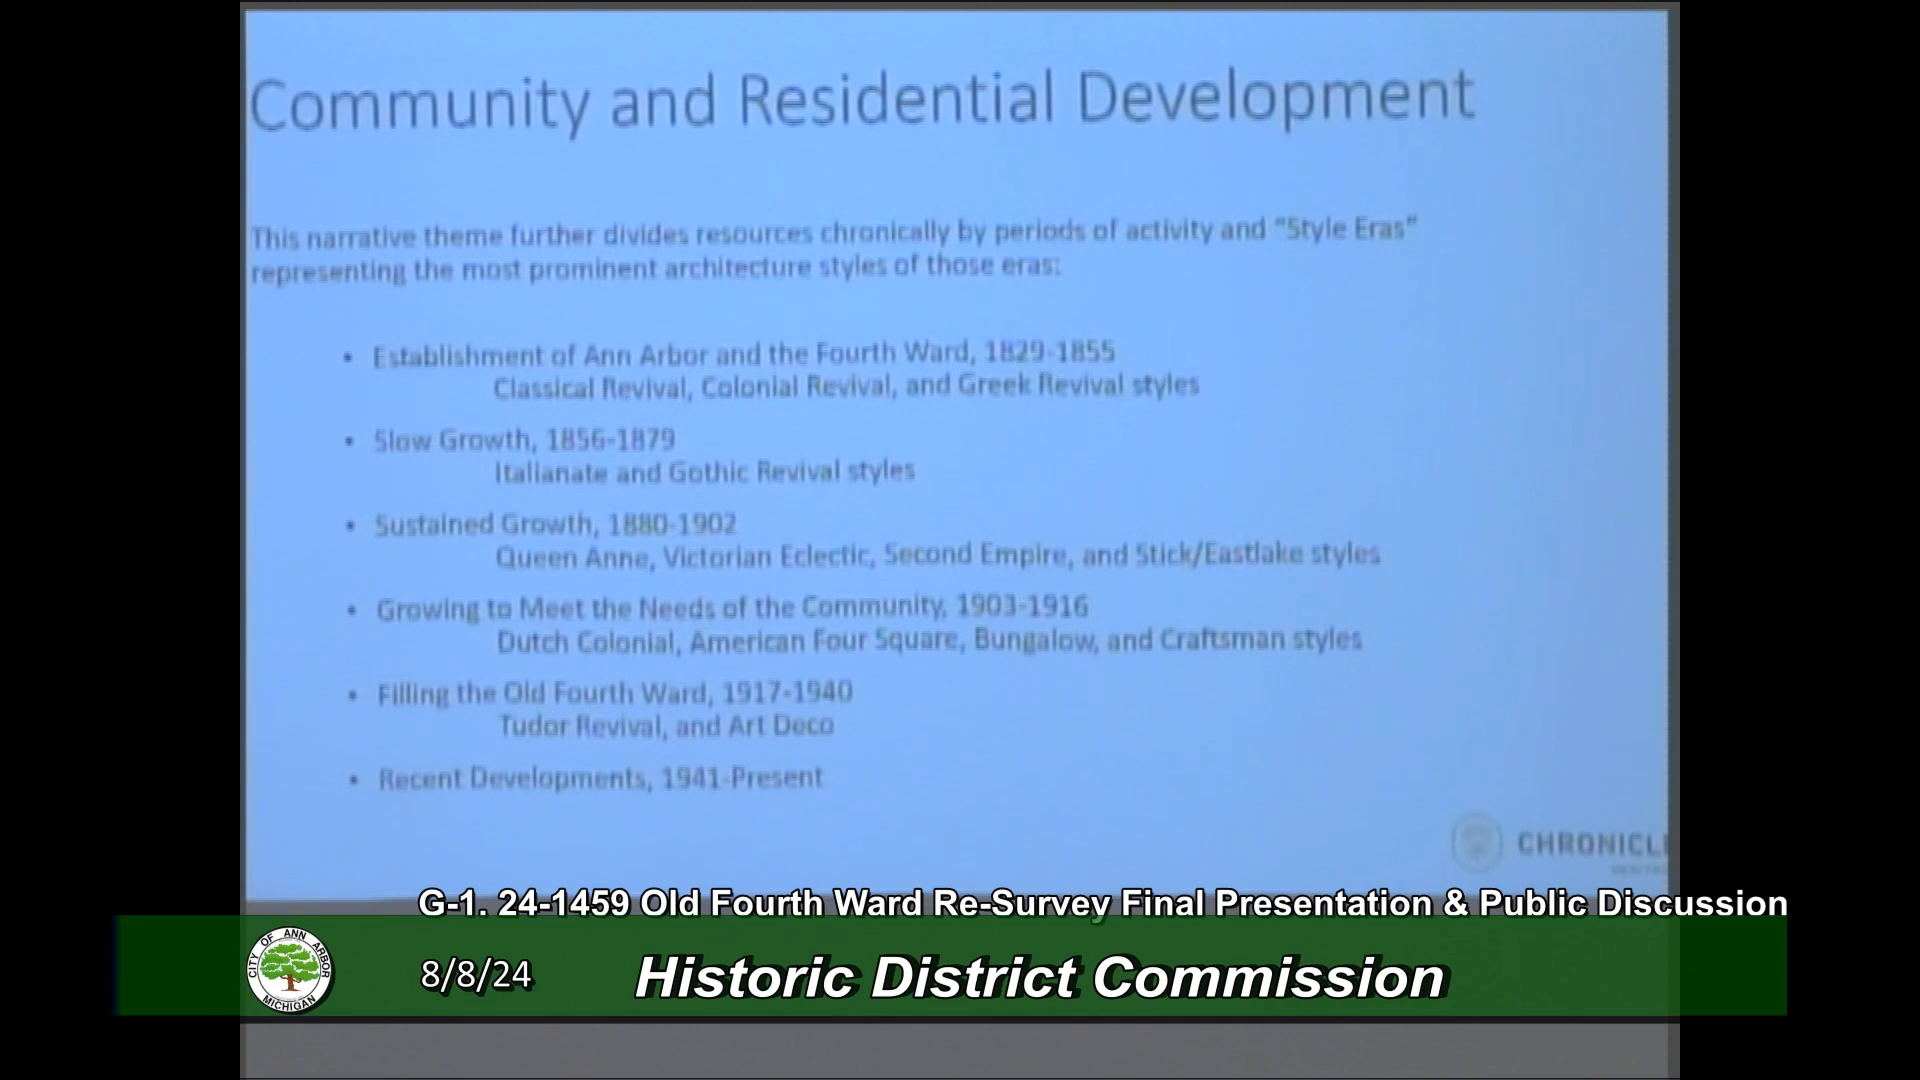 Community and Residential Development
This narrative theme further divides resources chronically by periods of activity and "Style Eras"
representing the most prominent architecture styles of those eras:
• Establishment of Ann Arbor and the Fourth Ward, 1829-1855
Classical Revival, Colonial Revival, and Greek Revival styles
• Slow Growth, 1856-1879
Italianate and Gothic Revival styles
• Sustained Growth, 1880-1902
Queen Anne, Victorian Eclectic, Second Empire, and Stick/Eastlake styles
• Growing to Meet the Needs of the Community, 1903-1916
Dutch Colonial, American Four Square, Bungalow, and Craftsman styles
• Filling the Old Fourth Ward, 1917-1940
Tudor Revival, and Art Deco
• Recent Developments, 1941-Present
CHRONICL
G-1. 24-1459 Old Fourth Ward Re-Survey Final Presentation & Public Discussion
CITY OF ANN ARBOR
MICHIGAN
8/8/24
Historic District Commission